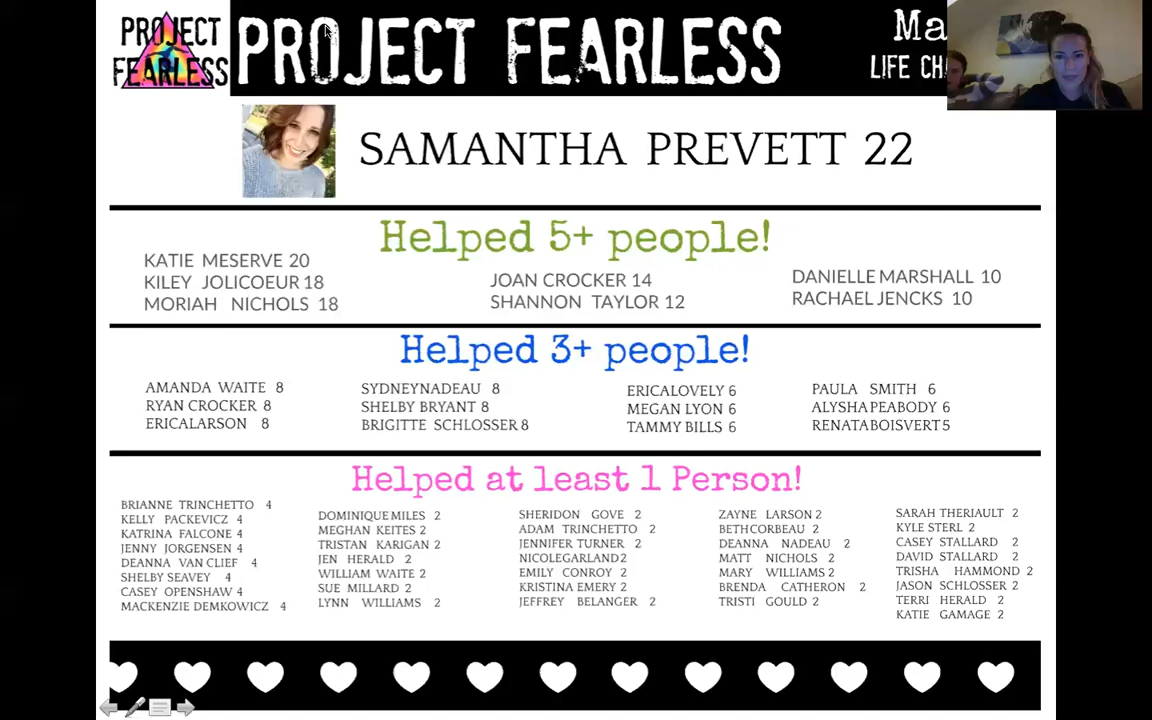 PROJECT
FEARLESS
PROJECT FEARLESS
Ma
LIFE CH
SAMANTHA PREVETT 22
Helped 5+ people!
KATIE MESERVE 20
KILEY JOLICOEUR 18
MORIAH NICHOLS 18
JOAN CROCKER 14
SHANNON TAYLOR 12
DANIELLE MARSHALL 10
RACHAEL JENCKS 10
Helped 3+ people!
AMANDA WAITE 8
RYAN CROCKER 8
ERICALARSON 8
SYDNEYNADEAU 8
SHELBY BRYANT 8
BRIGITTE SCHLOSSER 8
ERICALOVELY 6
MEGAN LYON 6
TAMMY BILLS 6
PAULA SMITH 6
ALYSHAPEABODY 6
RENATABOISVERT 5
Helped at least 1 Person!
BRIANNE TRINCHETTO 4
KELLY PACKEVICZ 4
KATRINA FALCONE 4
JENNY JORGENSEN 4
DEANNA VAN CLIEF 4
SHELBY SEAVEY 4
CASEY OPENSHAW 4
MACKENZIE DEMKOWICZ 4
DOMINIQUE MILES 2
MEGHAN KEITES 2
TRISTAN KARIGAN 2
JEN HERALD 2
WILLIAM WAITE 2
SUE MILLARD 2
LYNN WILLIAMS 2
SHERIDON GOVE 2
ADAM TRINCHETTO 2
JENNIFER TURNER 2
NICOLEGARLAND 2
EMILY CONROY 2
KRISTINA EMERY 2
JEFFREY BELANGER 2
ZAYNE LARSON 2
BETH CORBEAU 2
DEANNA NADEAU 2
MATT NICHOLS 2
MARY WILLIAMS 2
BRENDA CATHERON 2
TRISTI GOULD 2
SARAH THERIAULT 2
KYLE STERL 2
CASEY STALLARD 2
DAVID STALLARD 2
TRISHA HAMMOND 2
JASON SCHLOSSER 2
TERRI HERALD 2
KATIE GAMAGE 2